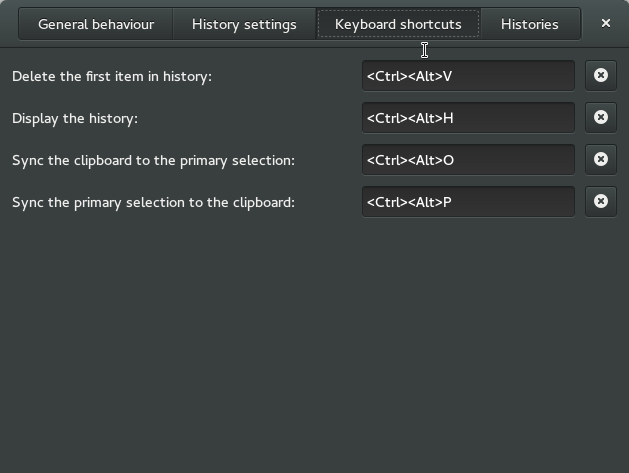 General behaviour History settings Keyboard shortcuts Histories
Delete the first item in history: <Ctrl><Alt>V
Display the history: <Ctrl><Alt>H
Sync the clipboard to the primary selection: <Ctrl><Alt>O
Sync the primary selection to the clipboard: <Ctrl><Alt>P